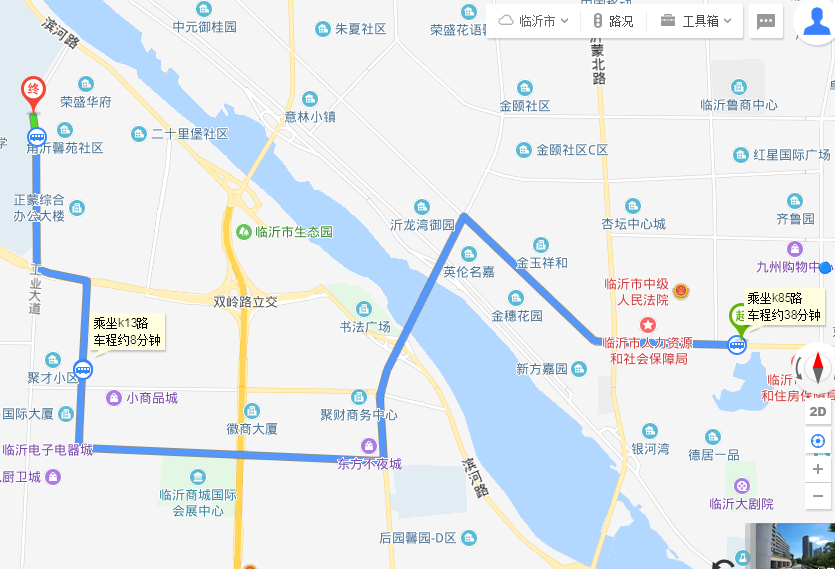 中元御桂园
滨河路
朱夏社区
荣盛花语馨
临沂市
路况
工具箱
沂蒙北路
终
荣盛华府
意林小镇
金颐社区
临沂鲁商中心
二十里堡社区
甫沂馨苑社区
金颐社区C区
红星国际广场
学
正蒙综合
办公大楼
沂龙湾御园
杏坛中心城
齐鲁园
临沂市生态园
英伦名嘉
金玉祥和
九州购物中心
工业大道
双岭路立交
临沂市中级
人民法院
乘坐k85路
车程约38分钟
起
书法广场
金穗花园
乘坐k13路
车程约8分钟
临沂市人力资源
和社会保障局
聚才小区
新方嘉园
小商品城
临沂市
和住房保障局
2D
国际大厦
徽商大厦
聚财商务中心
临沂电子电器城
东方不夜城
银河湾
德居一品
厨卫城
滨河路
临沂商城国际
会展中心
临沂大剧院
后园馨园-D区